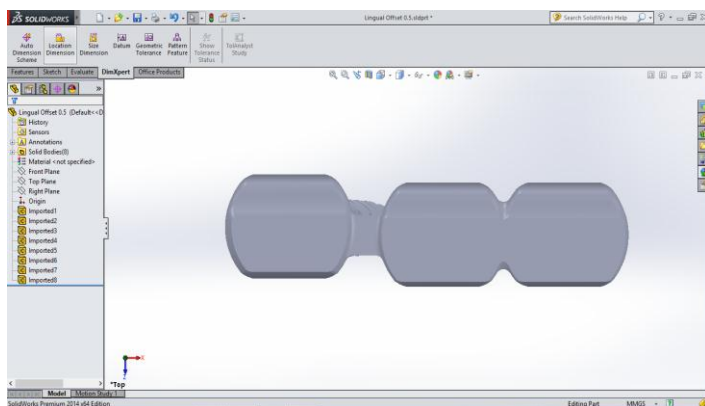 SOLIDWORKS
Lingual Offset 0.5.sldprt *
Search SolidWorks Help
Auto Dimension Scheme
Location Dimension
Size Dimension
Datum
Geometric Tolerance
Pattern Feature
Show Tolerance Status
TolAnalyst Study
Features Sketch Evaluate DimXpert Office Products
Lingual Offset 0.5 (Default<<D
History
Sensors
Annotations
Solid Bodies(8)
Material <not specified>
Front Plane
Top Plane
Right Plane
Origin
Imported1
Imported2
Imported3
Imported4
Imported5
Imported6
Imported7
Imported8
*Top
Model Motion Study 1
SolidWorks Premium 2014 x64 Edition
Editing Part MMGS